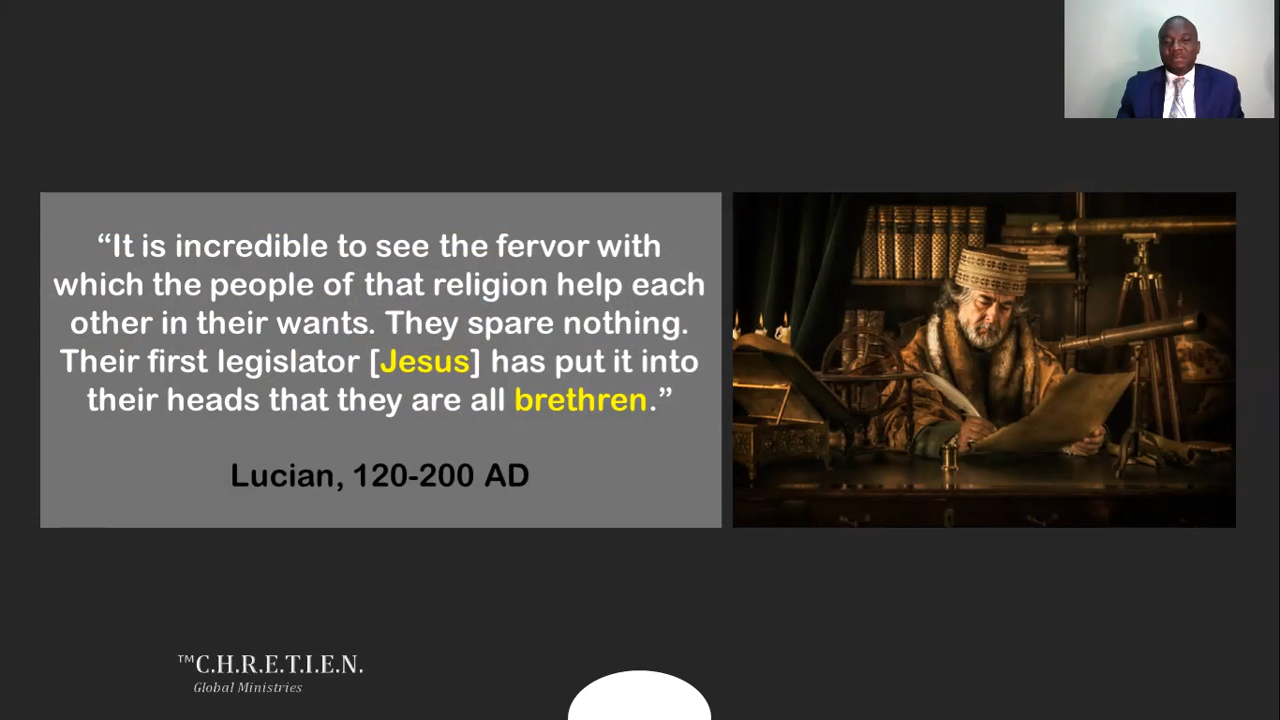 “It is incredible to see the fervor with
which the people of that religion help each
other in their wants. They spare nothing.
Their first legislator [Jesus] has put it into
their heads that they are all brethren.”
Lucian, 120-200 AD
™C.H.R.E.T.I.E.N.
Global Ministries